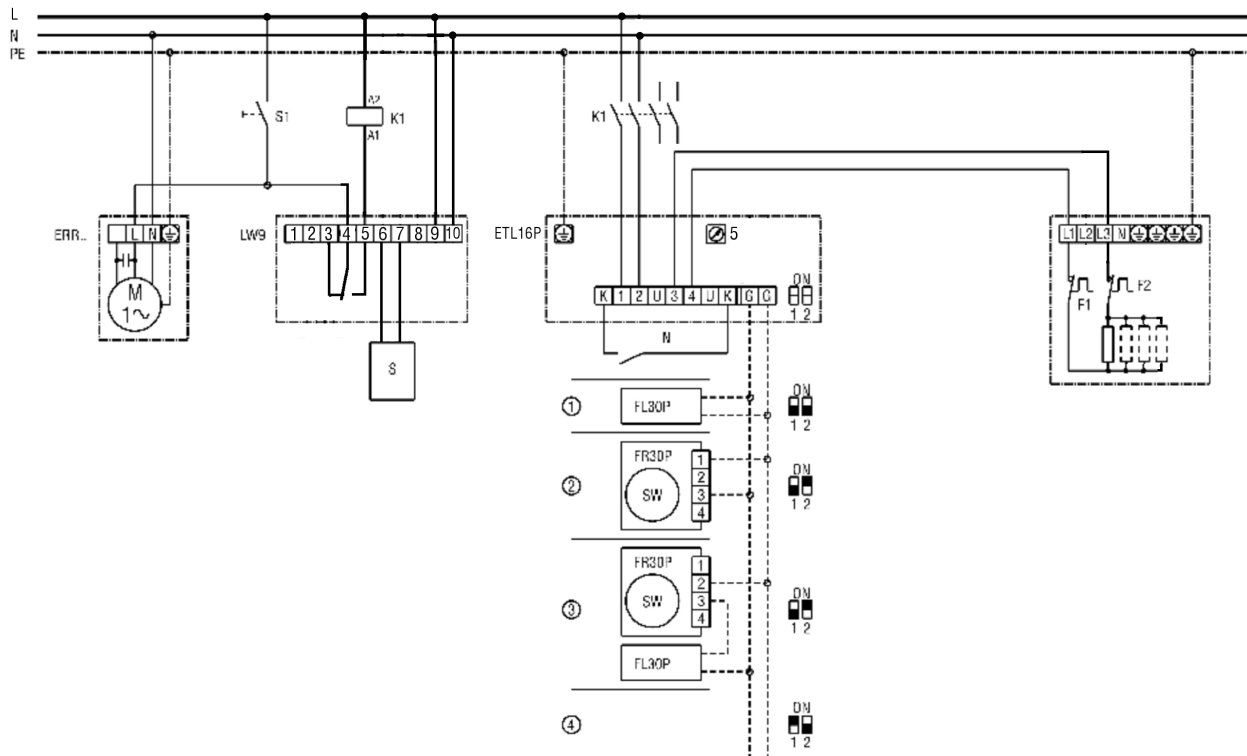 L
N
PE
S1
A2
K1
A1
K1
ERR..
L N
M
1~
LW9
1 2 3 4 5 6 7 8 9 10
S
ETL16P
5
K 1 2 U 3 4 U K G G
ON
1 2
N
L1 L2 L3 N
F1
F2
1
FL30P
ON
1 2
2
FR30P
SW
1
2
3
4
ON
1 2
3
FR30P
SW
1
2
3
4
FL30P
ON
1 2
4
ON
1 2